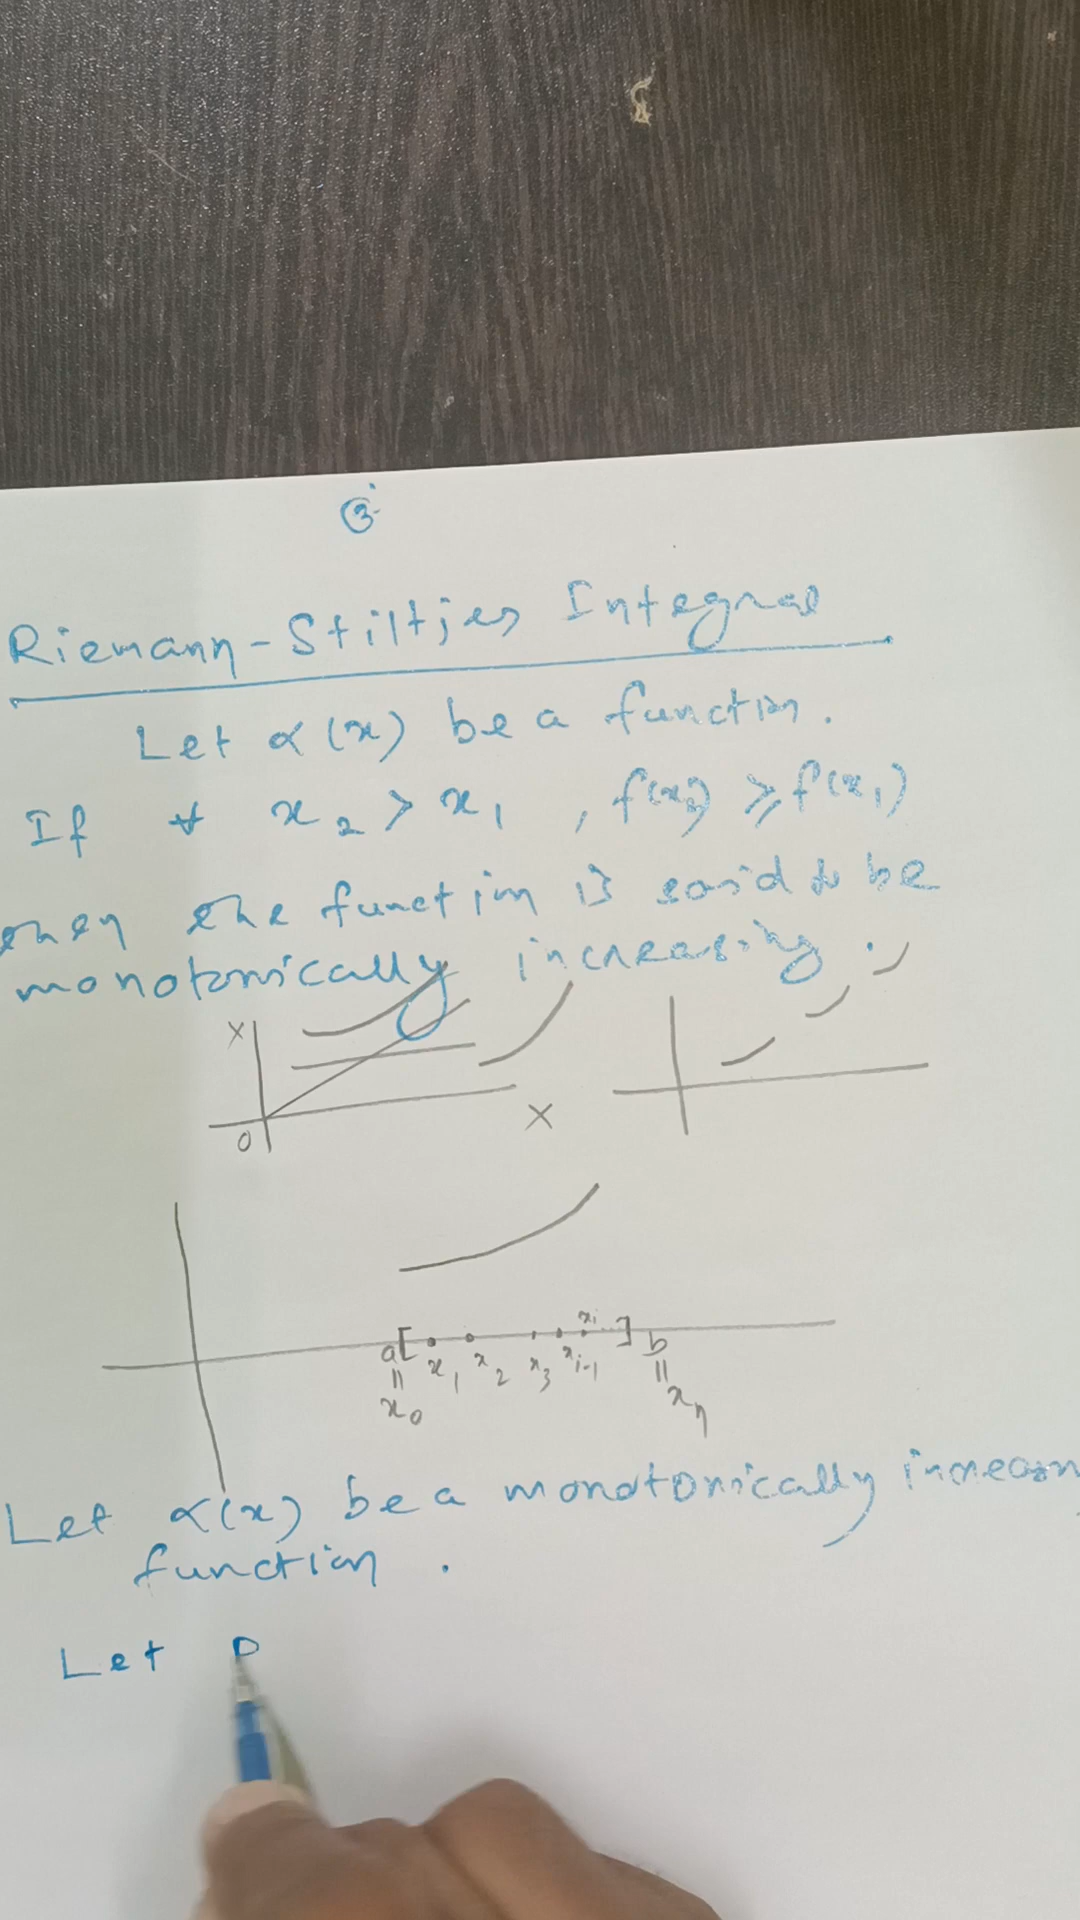 3
Riemann-Stiltjes Integral
Let α(x) be a function.
If ∀ x₂ > x₁, f(x₂) ≥ f(x₁)
then the function is said to be
monotonically increasing.
X
O X
xᵢ
a[ ] b
x₁ x₂ x₃ xᵢ₋₁
|| ||
x₀ xₙ
Let α(x) be a monotonically increasing
function.
Let P